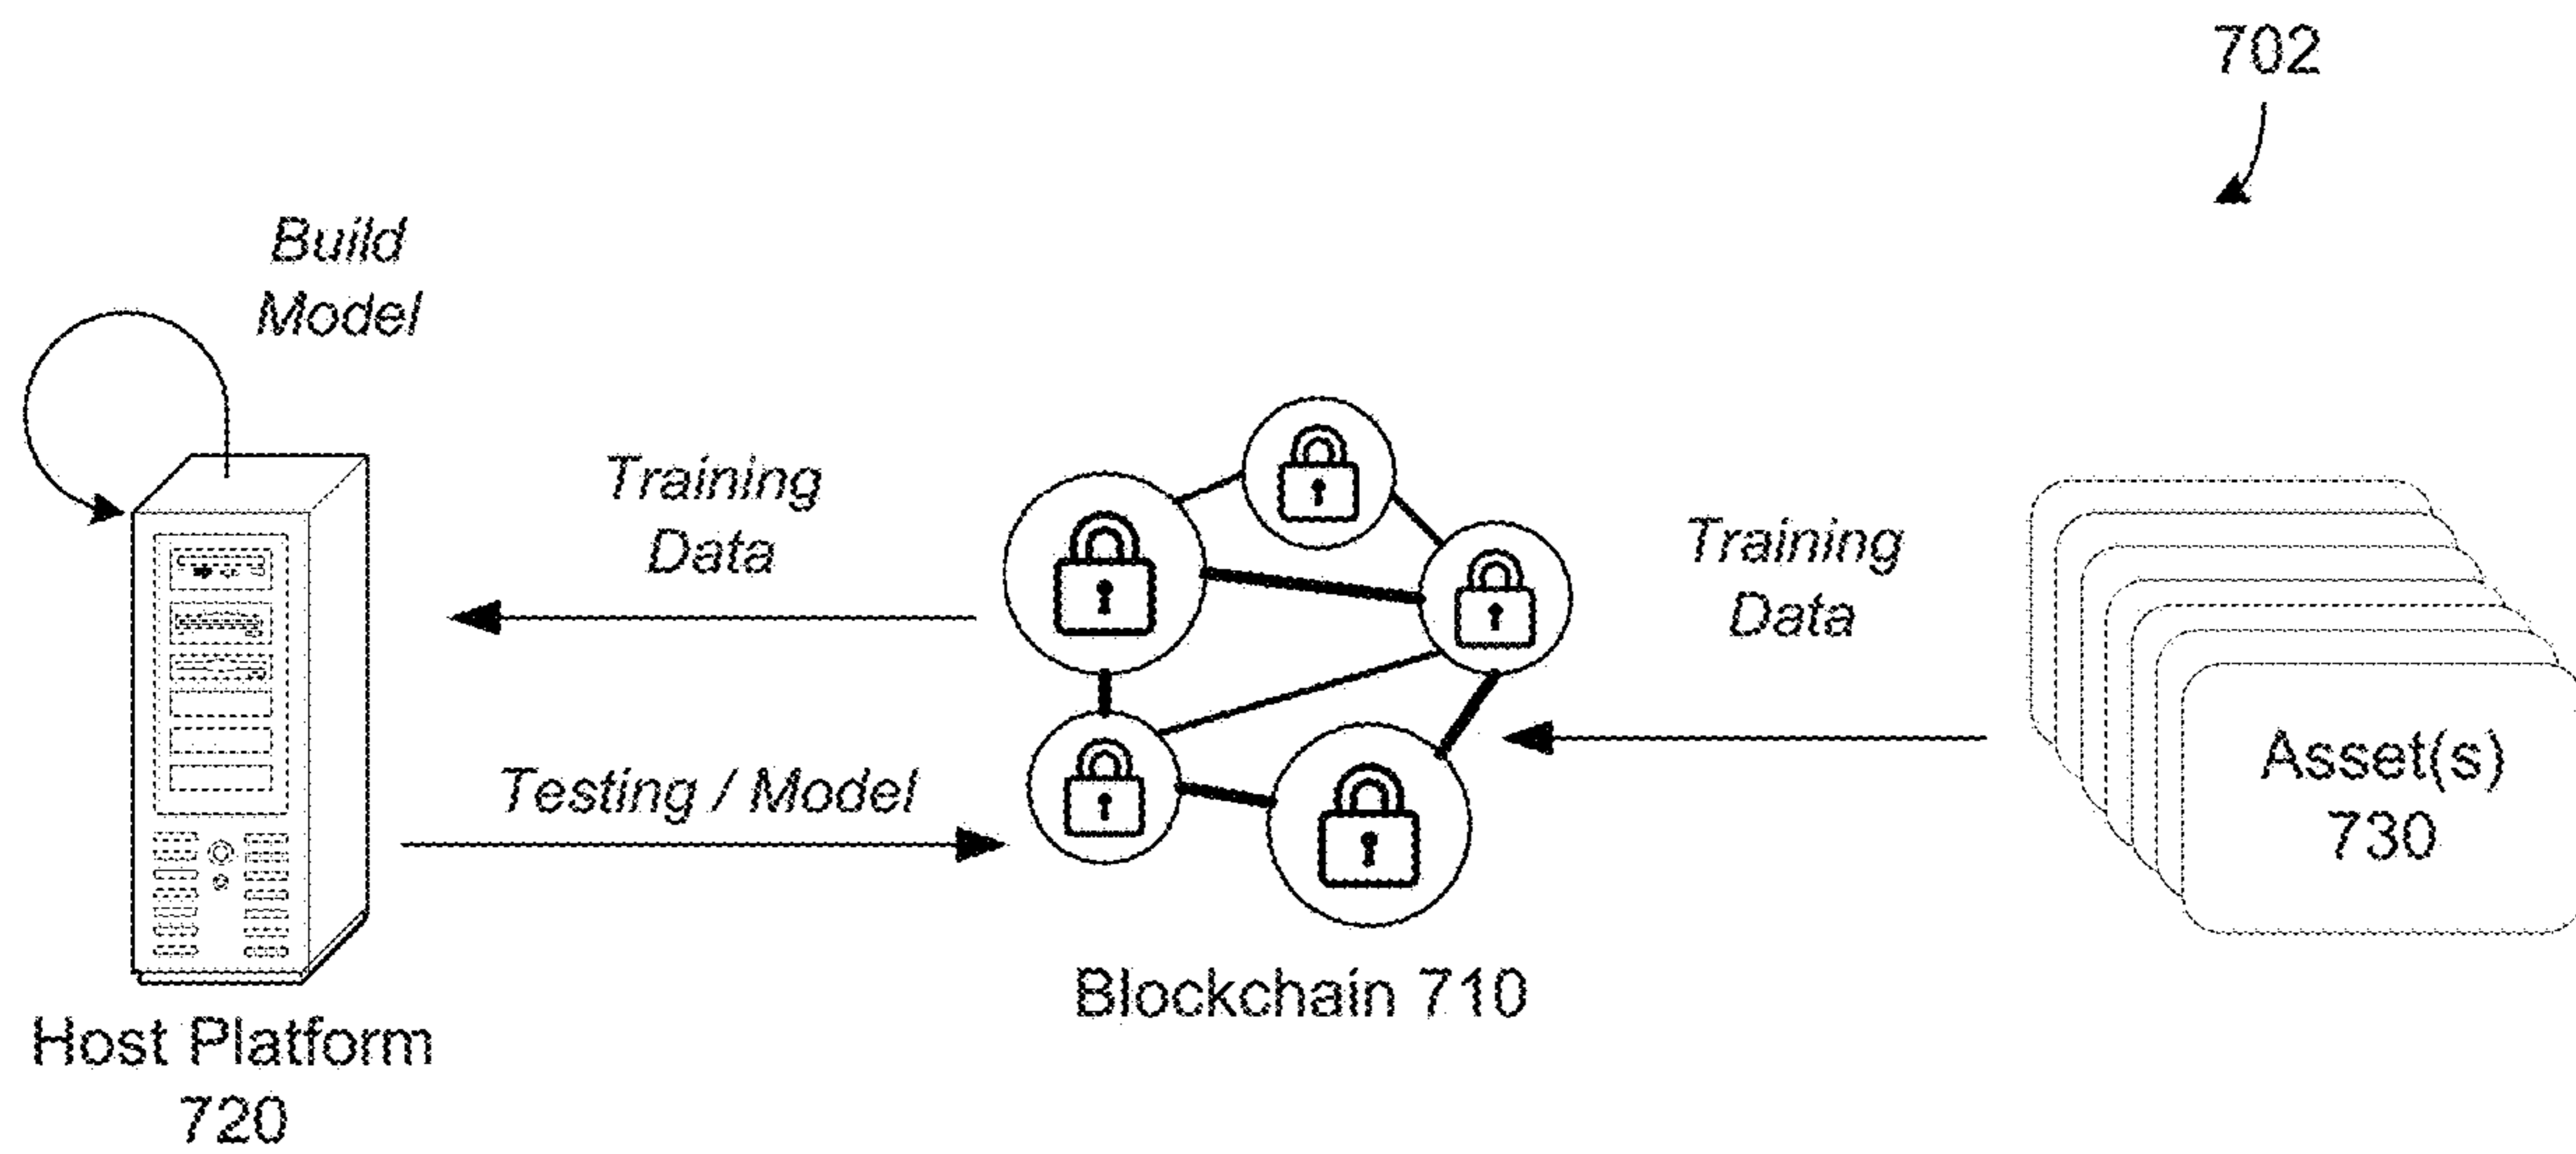 702
Build
Model
Training
Data
Training
Data
Testing / Model
Asset(s)
730
Blockchain 710
Host Platform
720